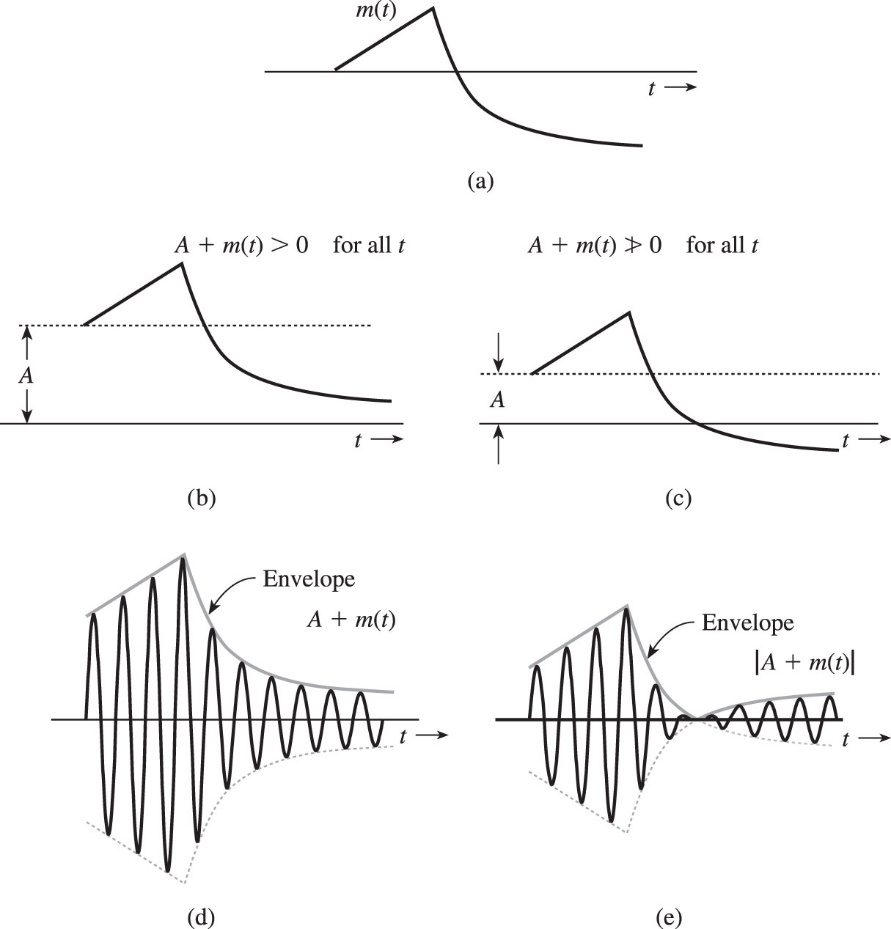 m(t)
t
(a)
A + m(t) > 0 for all t
A + m(t) ≯ 0 for all t
A
t
A
t
(b)
(c)
Envelope
A + m(t)
t
Envelope
|A + m(t)|
t
(d)
(e)